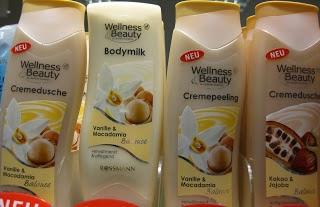 Wellness &
Beauty
Cremedusche
Vanille &
Macadamia
Balance
NEU
Wellness &
Beauty
Bodymilk
Vanille &
Macadamia
Balance
ROSSMANN
NEU
Wellness &
Beauty
Cremepeeling
Vanille &
Macadamia
Balance
NEU
Wellness &
Beauty
Cremedusche
Kakao &
Jojoba
Balance